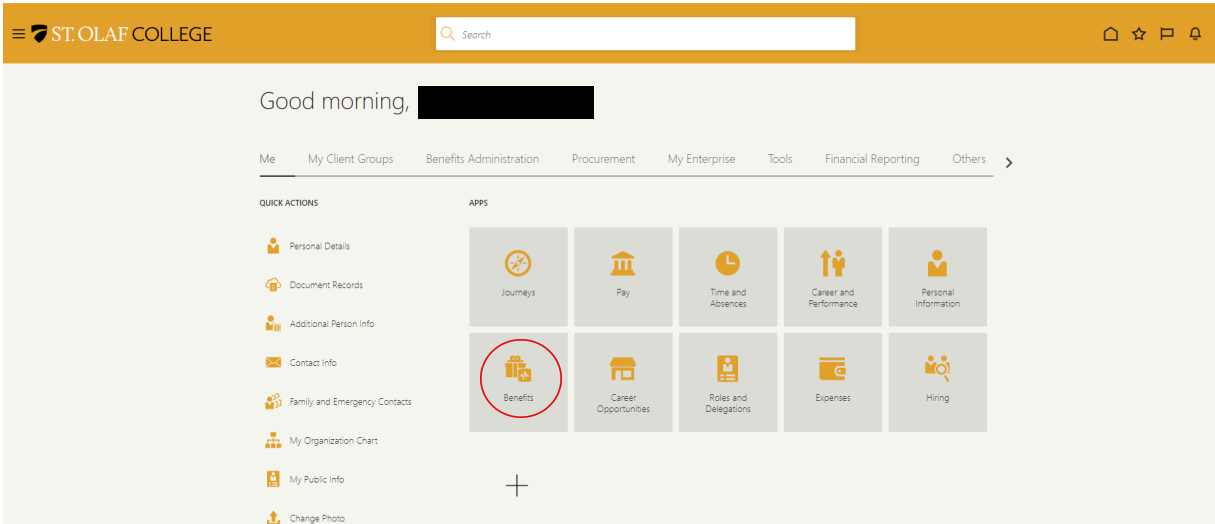 ST. OLAF COLLEGE
Search
Good morning,
Me My Client Groups Benefits Administration Procurement My Enterprise Tools Financial Reporting Others
QUICK ACTIONS
Personal Details
Document Records
Additional Person Info
Contact Info
Family and Emergency Contacts
My Organization Chart
My Public Info
Change Photo
APPS
Journeys
Pay
Time and
Absences
Career and
Performance
Personal
Information
Benefits
Career
Opportunities
Roles and
Delegations
Expenses
Hiring